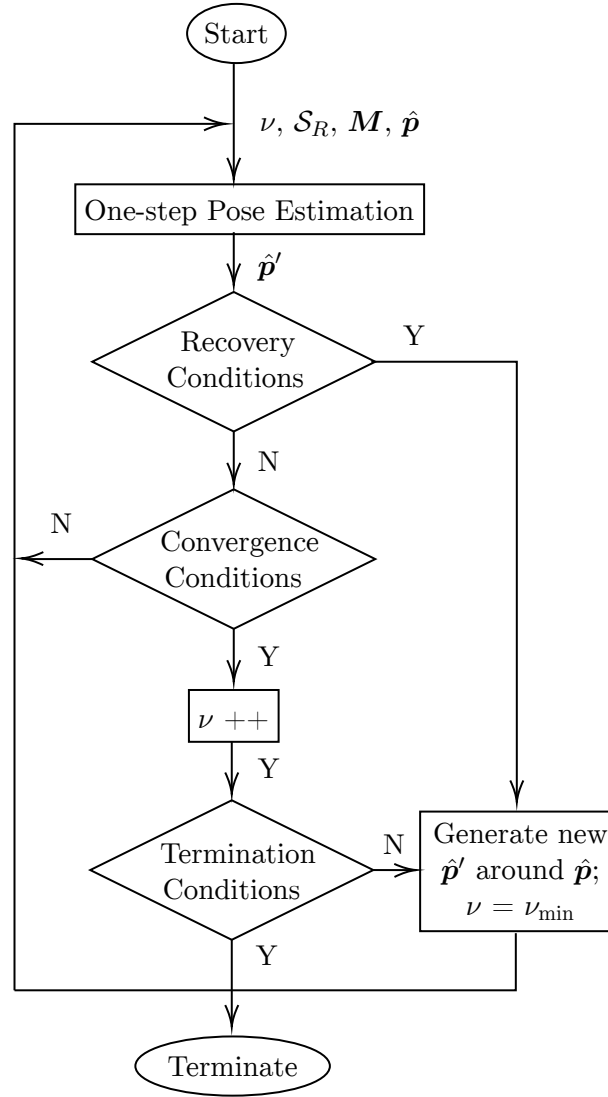 Start
ν, 𝒮_R, M, p̂
One-step Pose Estimation
p̂′
Recovery
Conditions
Y
N
Convergence
Conditions
N
Y
ν ++
Y
Termination
Conditions
N
Generate new
p̂′ around p̂;
ν = ν_min
Y
Terminate